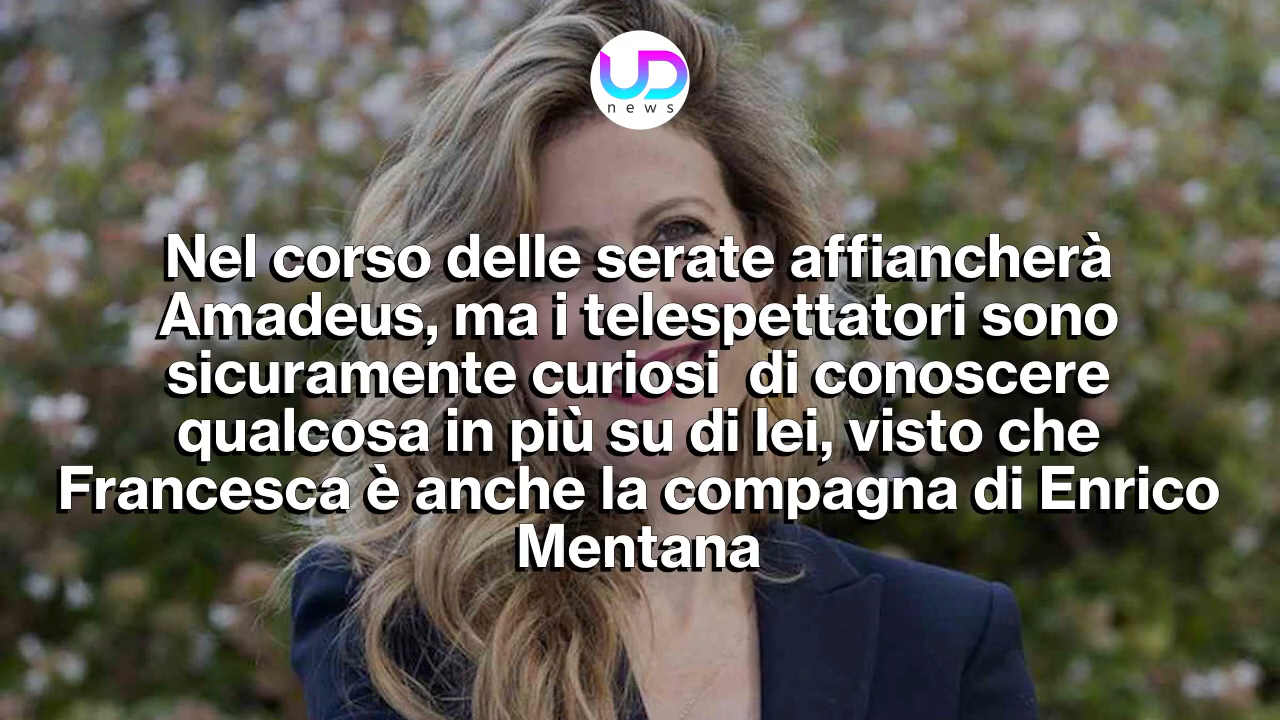 UD
news
Nel corso delle serate affiancherà
Amadeus, ma i telespettatori sono
sicuramente curiosi  di conoscere
qualcosa in più su di lei, visto che
Francesca è anche la compagna di Enrico
Mentana